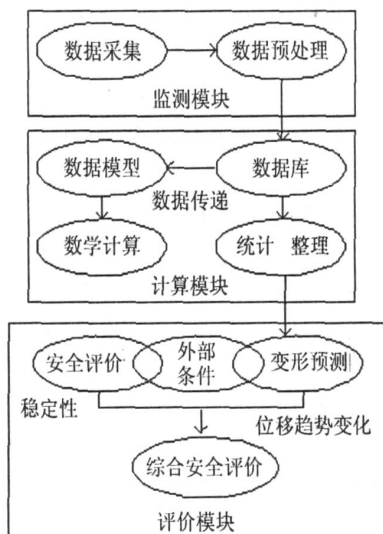 数据采集 数据预处理
监测模块
数据模型 数据库
数据传递
数学计算 统计 整理
计算模块
安全评价 外部条件 变形预测
稳定性 位移趋势变化
综合安全评价
评价模块